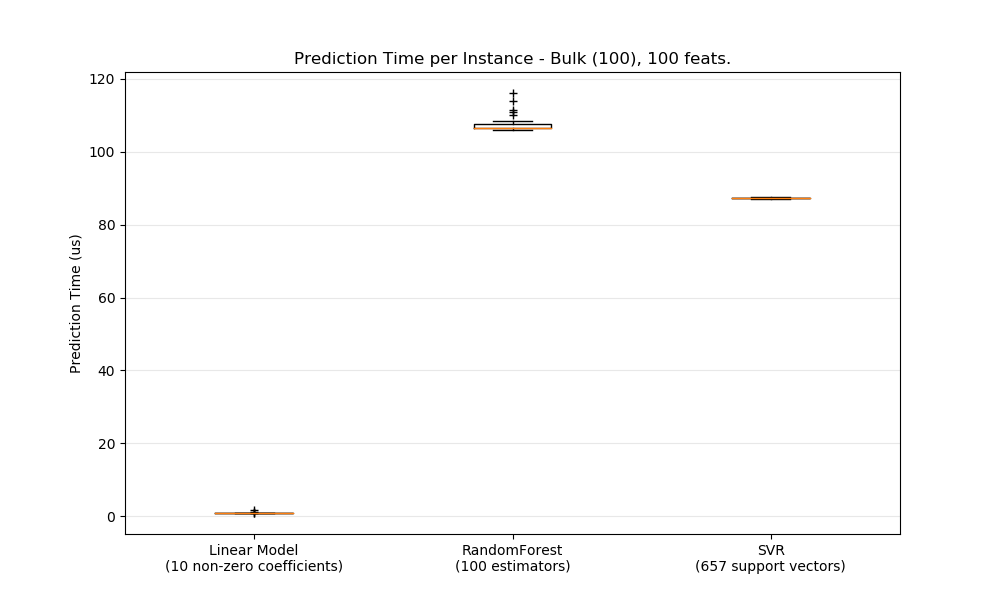 Prediction Time per Instance - Bulk (100), 100 feats.
Prediction Time (us)
120
100
80
60
40
20
0
Linear Model
(10 non-zero coefficients)
RandomForest
(100 estimators)
SVR
(657 support vectors)